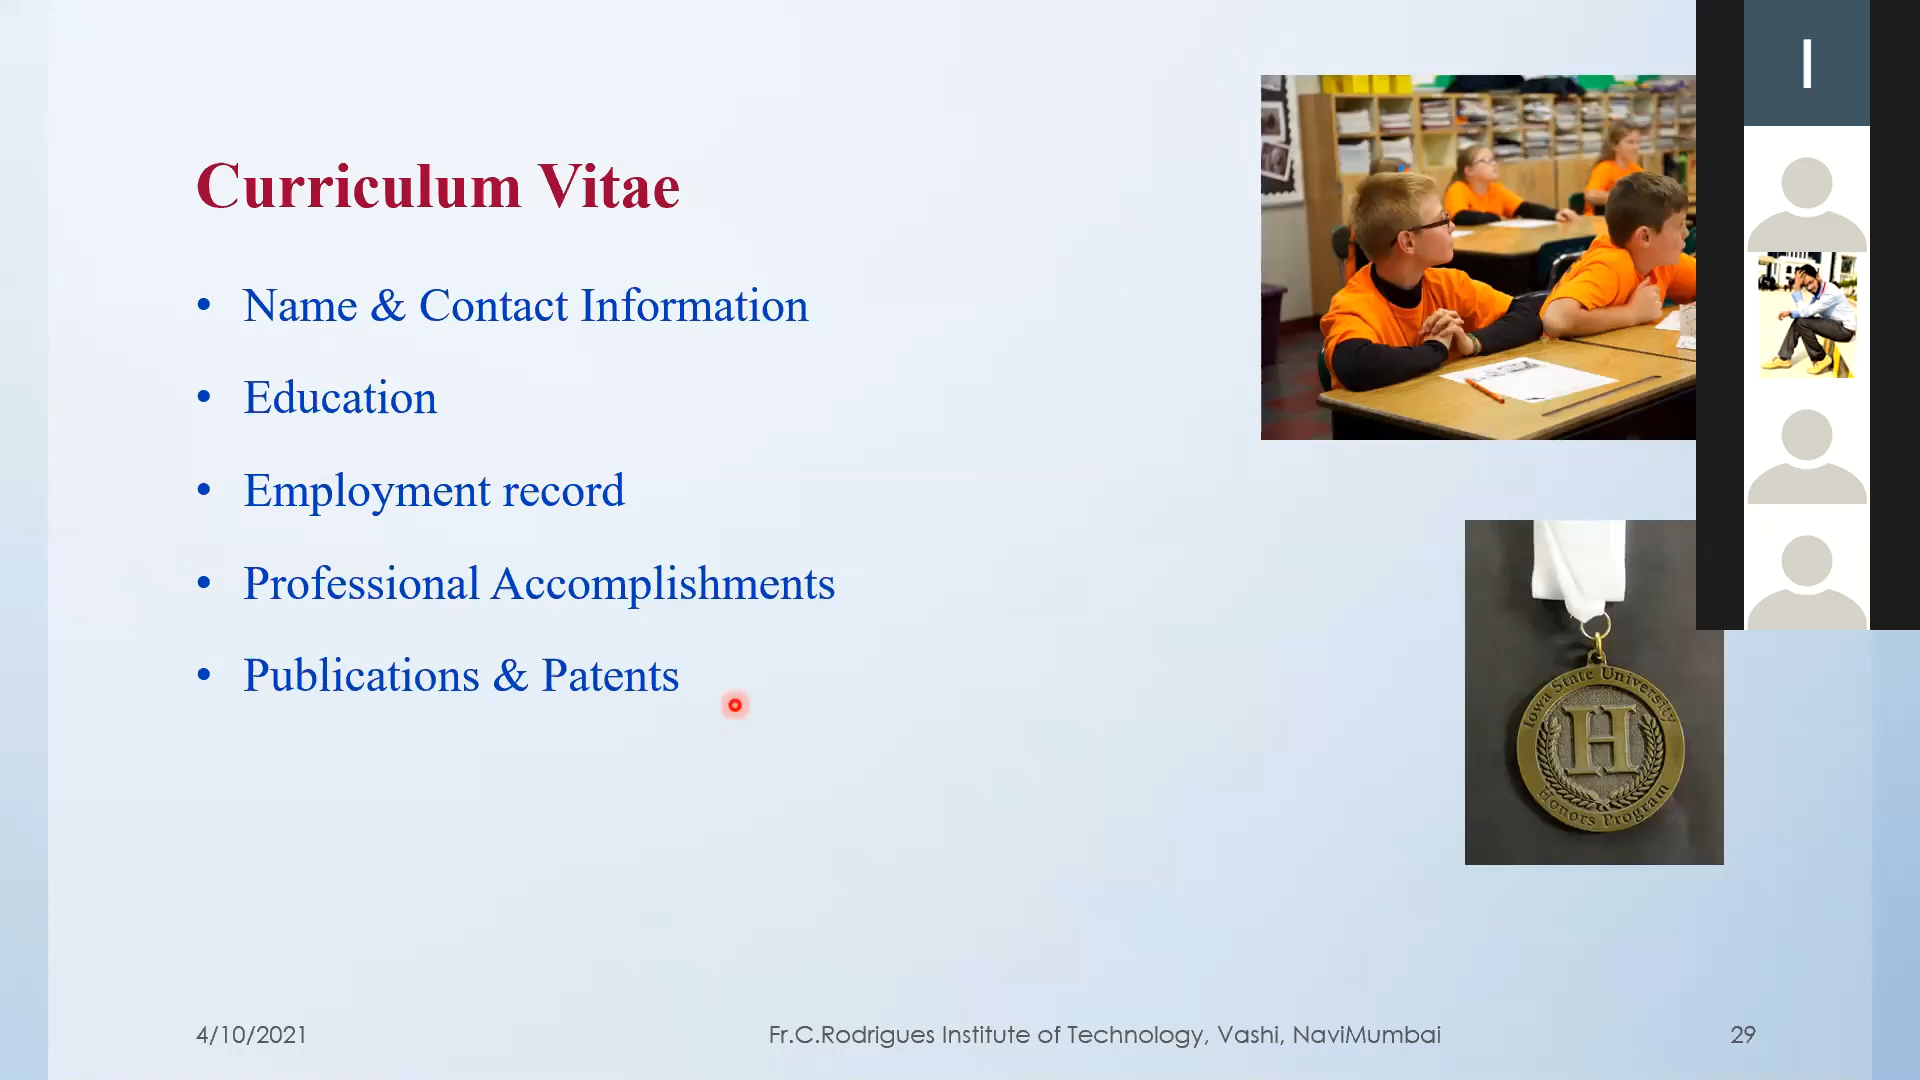 Curriculum Vitae
• Name & Contact Information
• Education
• Employment record
• Professional Accomplishments
• Publications & Patents
I
Iowa State University
H
Honors Program
4/10/2021
Fr.C.Rodrigues Institute of Technology, Vashi, NaviMumbai
29